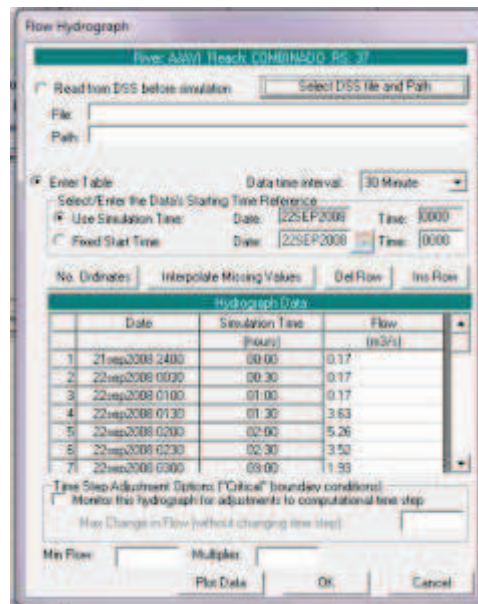 Flow Hydrograph
River: AJAVI Reach: COMBINADO RS: 37
Read from DSS before simulation Select DSS file and Path
File:
Path:
Enter Table Data time interval: 30 Minute
Select/Enter the Data's Starting Time Reference
Use Simulation Time: Date: 22SEP2008 Time: 0000
Fixed Start Time: Date: 22SEP2008 Time: 0000
No. Ordinates Interpolate Missing Values Del Row Ins Row
Hydrograph Data
Date Simulation Time Flow
(hours) (m3/s)
1 21sep2008 2400 00:00 0.17
2 22sep2008 0030 00:30 0.17
3 22sep2008 0100 01:00 0.17
4 22sep2008 0130 01:30 3.63
5 22sep2008 0200 02:00 5.26
6 22sep2008 0230 02:30 3.52
7 22sep2008 0300 03:00 1.93
Time Step Adjustment Options ("Critical" boundary conditions)
Monitor this hydrograph for adjustments to computational time step
Max Change in Flow (without changing time step):
Min Flow: Multiplier:
Plot Data OK Cancel